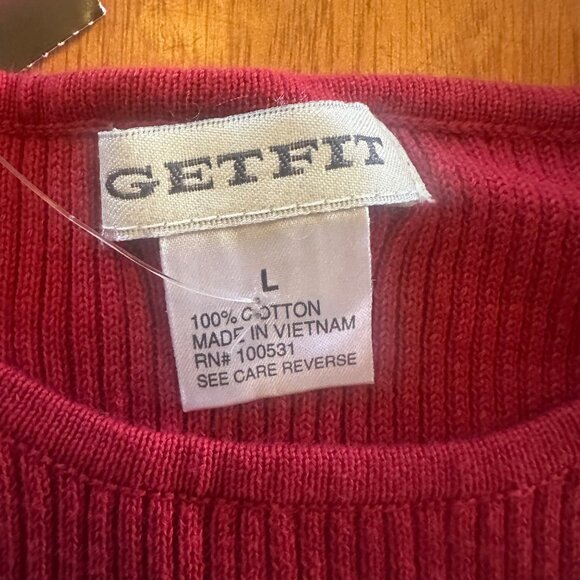 GETFIT
L
100% COTTON
MADE IN VIETNAM
RN# 100531
SEE CARE REVERSE